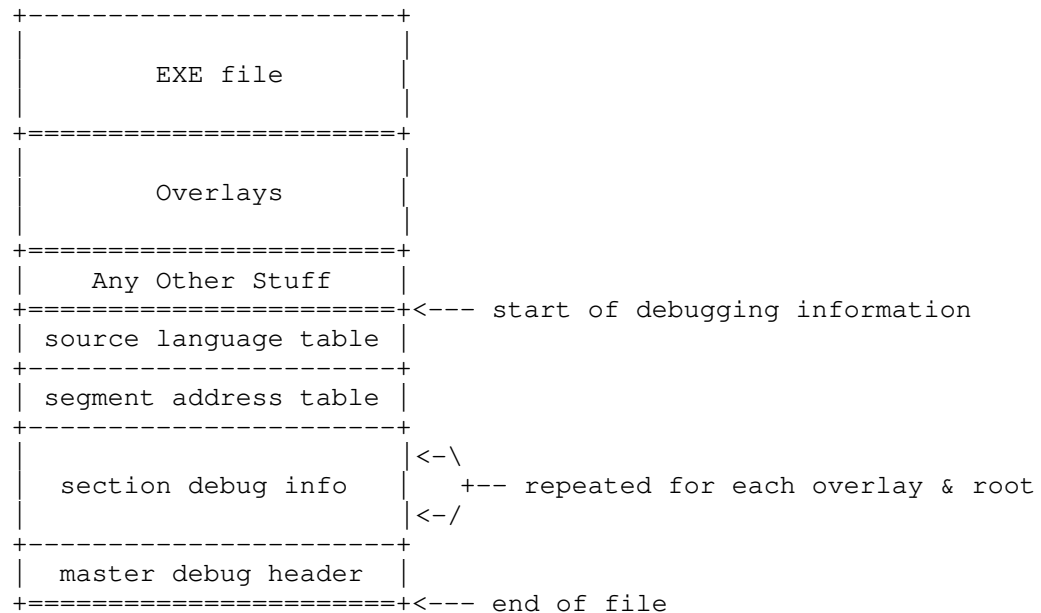 EXE file
Overlays
Any Other Stuff
<--- start of debugging information
source language table
segment address table
<-\
section debug info +-- repeated for each overlay & root
<-/
master debug header
<--- end of file